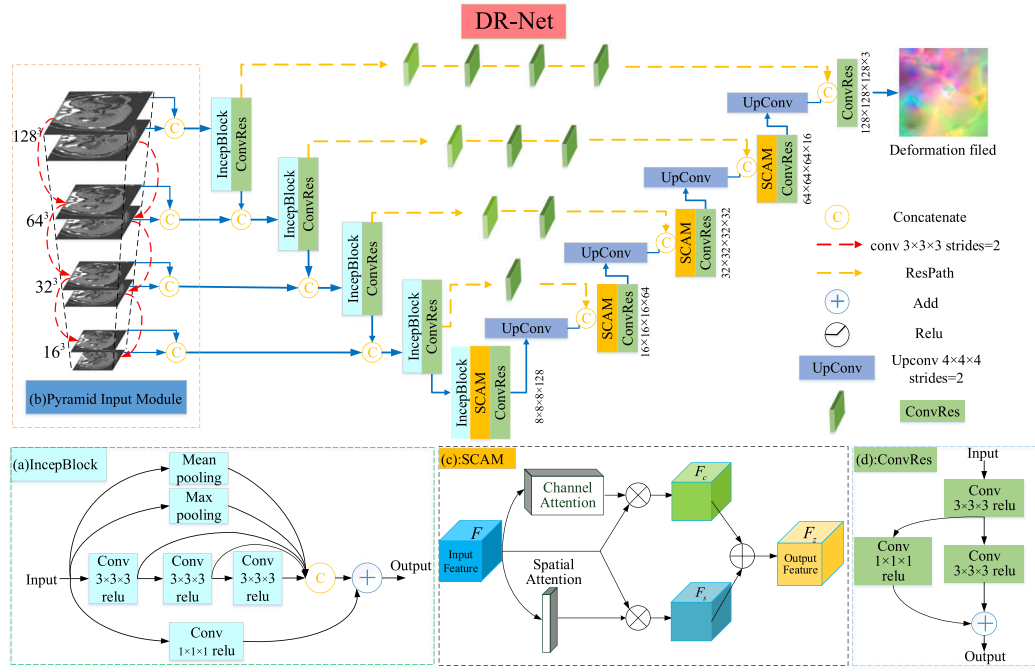 DR-Net
128³
64³
32³
16³
(b)Pyramid Input Module
C
C
C
C
C
C
C
IncepBlock
ConvRes
IncepBlock
ConvRes
IncepBlock
ConvRes
IncepBlock
ConvRes
IncepBlock
SCAM
ConvRes
8×8×8×128
UpConv
C
SCAM
ConvRes
16×16×16×64
UpConv
C
SCAM
ConvRes
32×32×32×32×32
UpConv
C
SCAM
ConvRes
64×64×64×16
UpConv
C
ConvRes
128×128×128×3
Deformation filed
C
Concatenate
conv 3×3×3 strides=2
ResPath
Add
Relu
UpConv
Upconv 4×4×4
strides=2
ConvRes
(a)IncepBlock
Mean
pooling
Max
pooling
Input
Conv
3×3×3
relu
Conv
3×3×3
relu
Conv
3×3×3
relu
C
Output
Conv
1×1×1 relu
(c):SCAM
F
Input
Feature
Channel
Attention
Spatial
Attention
F_c
F_s
F_z
Output
Feature
(d):ConvRes
Input
Conv
3×3×3 relu
Conv
1×1×1
relu
Conv
3×3×3 relu
Output